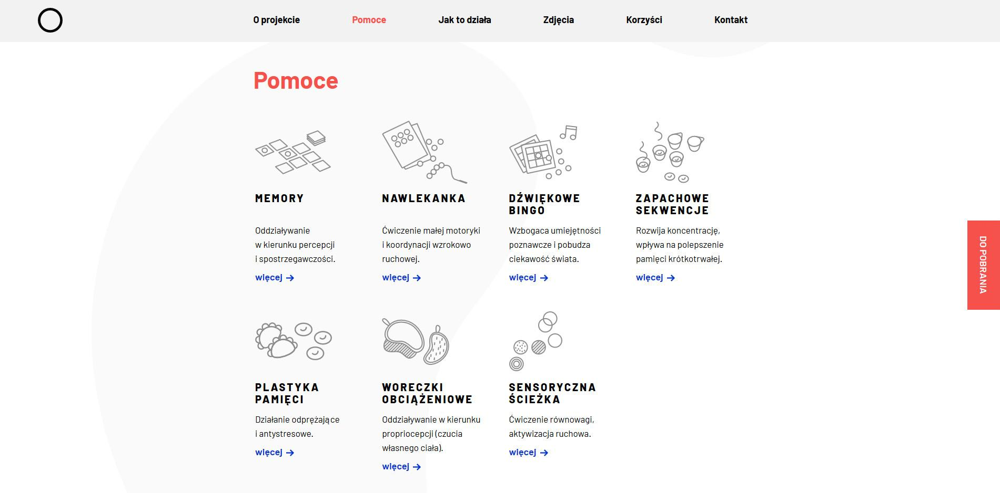 O projekcie
Pomoce
Jak to działa
Zdjęcia
Korzyści
Kontakt
Pomoce
MEMORY
Oddziaływanie
w kierunku percepcji
i spostrzegawczości.
więcej →
NAWLEKANKA
Ćwiczenie małej motoryki
i koordynacji wzrokowo
ruchowej.
więcej →
DŹWIĘKOWE
BINGO
Wzbogaca umiejętności
poznawcze i pobudza
ciekawość świata.
więcej →
ZAPACHOWE
SEKWENCJE
Rozwija koncentrację,
wpływa na polepszenie
pamięci krótkotrwałej.
więcej →
DO POBRANIA
PLASTYKA
PAMIĘCI
Działanie odprężające
i antystresowe.
więcej →
WORECZKI
OBCIĄŻENIOWE
Oddziaływanie w kierunku
propriocepcji (czucia
własnego ciała).
więcej →
SENSORYCZNA
ŚCIEŻKA
Ćwiczenie równowagi,
aktywizacja ruchowa.
więcej →